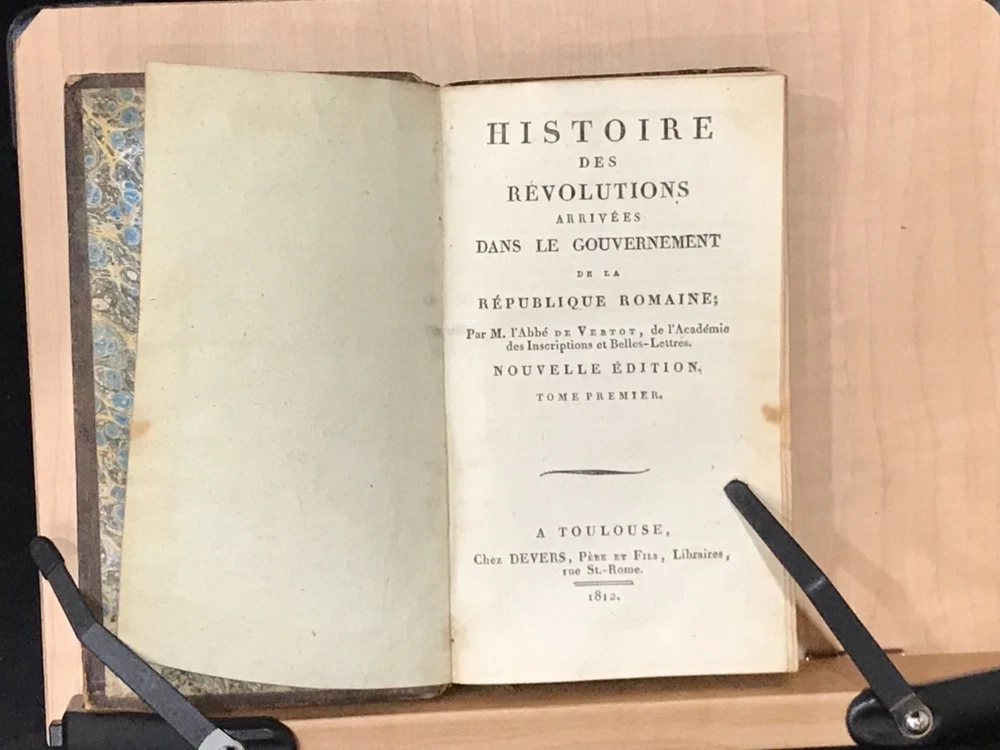 HISTOIRE
DES
RÉVOLUTIONS
ARRIVÉES
DANS LE GOUVERNEMENT
DE LA
RÉPUBLIQUE ROMAINE;
Par M. l'Abbé DE VERTOT, de l'Académie
des Inscriptions et Belles-Lettres.
NOUVELLE ÉDITION,
TOME PREMIER.
A TOULOUSE,
Chez DEVERS, PÈRE ET FILS, Libraires,
rue St.-Rome.
1812.